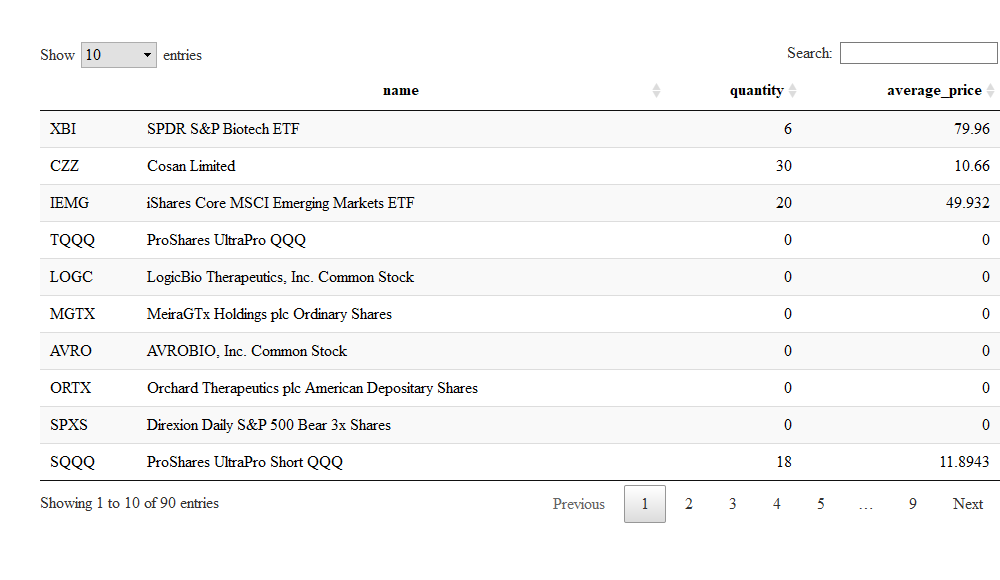 Show 10 entries Search:
name quantity average_price
XBI SPDR S&P Biotech ETF 6 79.96
CZZ Cosan Limited 30 10.66
IEMG iShares Core MSCI Emerging Markets ETF 20 49.932
TQQQ ProShares UltraPro QQQ 0 0
LOGC LogicBio Therapeutics, Inc. Common Stock 0 0
MGTX MeiraGTx Holdings plc Ordinary Shares 0 0
AVRO AVROBIO, Inc. Common Stock 0 0
ORTX Orchard Therapeutics plc American Depositary Shares 0 0
SPXS Direxion Daily S&P 500 Bear 3x Shares 0 0
SQQQ ProShares UltraPro Short QQQ 18 11.8943
Showing 1 to 10 of 90 entries Previous 1 2 3 4 5 … 9 Next